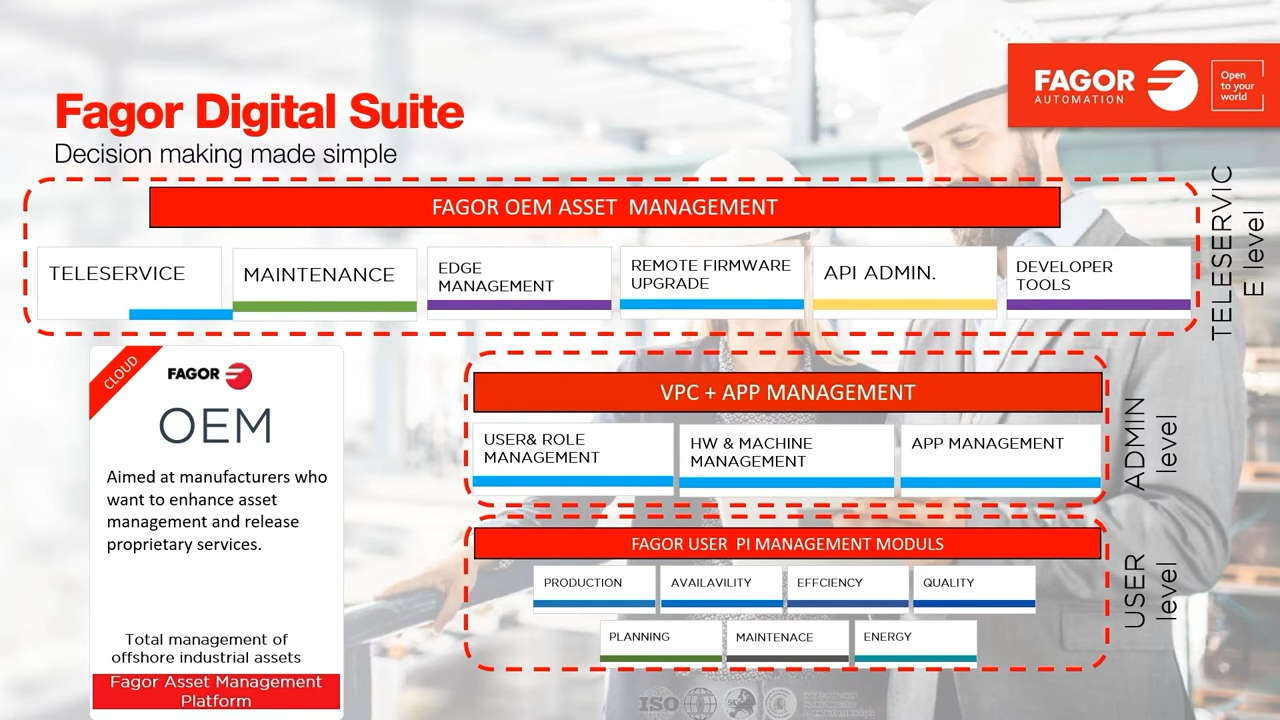 FAGOR
AUTOMATION
Open
to your
world
Fagor Digital Suite
Decision making made simple
FAGOR OEM ASSET MANAGEMENT
TELESERVICE
MAINTENANCE
EDGE
MANAGEMENT
REMOTE FIRMWARE
UPGRADE
API ADMIN.
DEVELOPER
TOOLS
TELESERVIC
E level
CLOUD
FAGOR
OEM
Aimed at manufacturers who
want to enhance asset
management and release
proprietary services.
Total management of
offshore industrial assets
Fagor Asset Management
Platform
VPC + APP MANAGEMENT
USER& ROLE
MANAGEMENT
HW & MACHINE
MANAGEMENT
APP MANAGEMENT
ADMIN
level
FAGOR USER PI MANAGEMENT MODULS
PRODUCTION
AVAILAVILITY
EFFCIENCY
QUALITY
PLANNING
MAINTENACE
ENERGY
USER
level
ISO